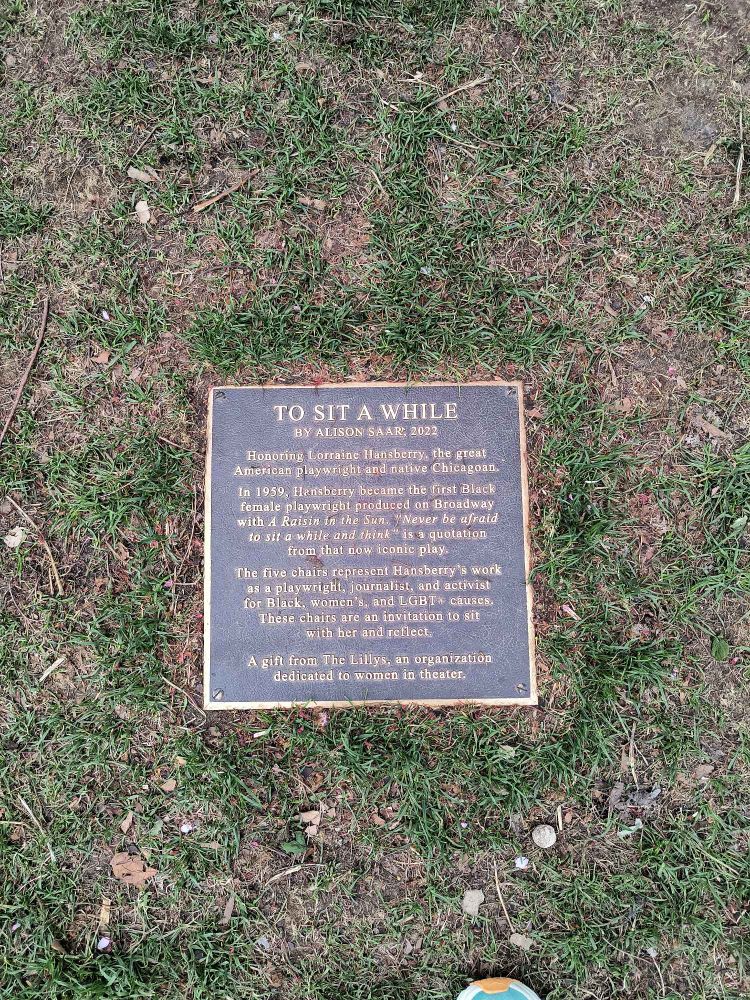 TO SIT A WHILE
BY ALISON SAAR, 2022
Honoring Lorraine Hansberry, the great
American playwright and native Chicagoan.
In 1959, Hansberry became the first Black
female playwright produced on Broadway
with A Raisin in the Sun. "Never be afraid
to sit a while and think" is a quotation
from that now iconic play.
The five chairs represent Hansberry's work
as a playwright, journalist, and activist
for Black, women's, and LGBT+ causes.
These chairs are an invitation to sit
with her and reflect.
A gift from The Lillys, an organization
dedicated to women in theater.